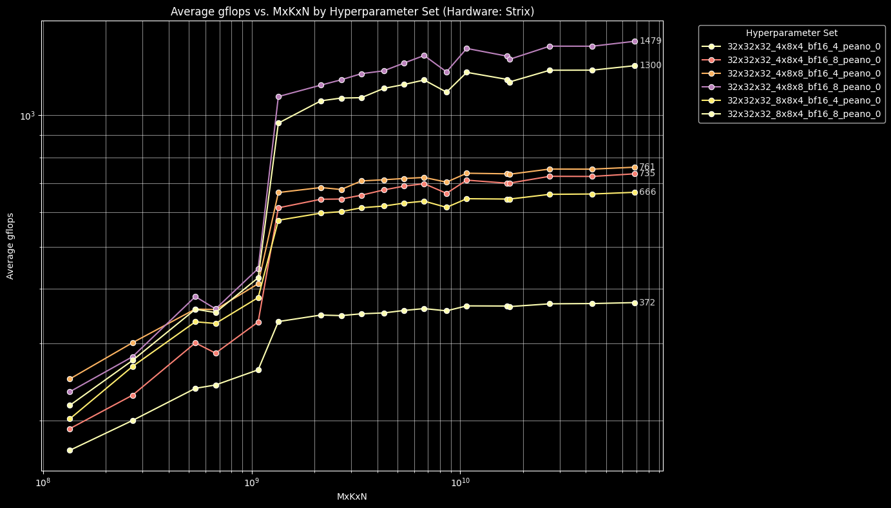 Average gflops vs. MxKxN by Hyperparameter Set (Hardware: Strix)
Hyperparameter Set
32x32x32_4x8x4_bf16_4_peano_0
32x32x32_4x8x4_bf16_8_peano_0
32x32x32_4x8x8_bf16_4_peano_0
32x32x32_4x8x8_bf16_8_peano_0
32x32x32_8x8x4_bf16_4_peano_0
32x32x32_8x8x4_bf16_8_peano_0
1479
1300
761
735
666
372
Average gflops
10³
10⁸
10⁹
10¹⁰
MxKxN